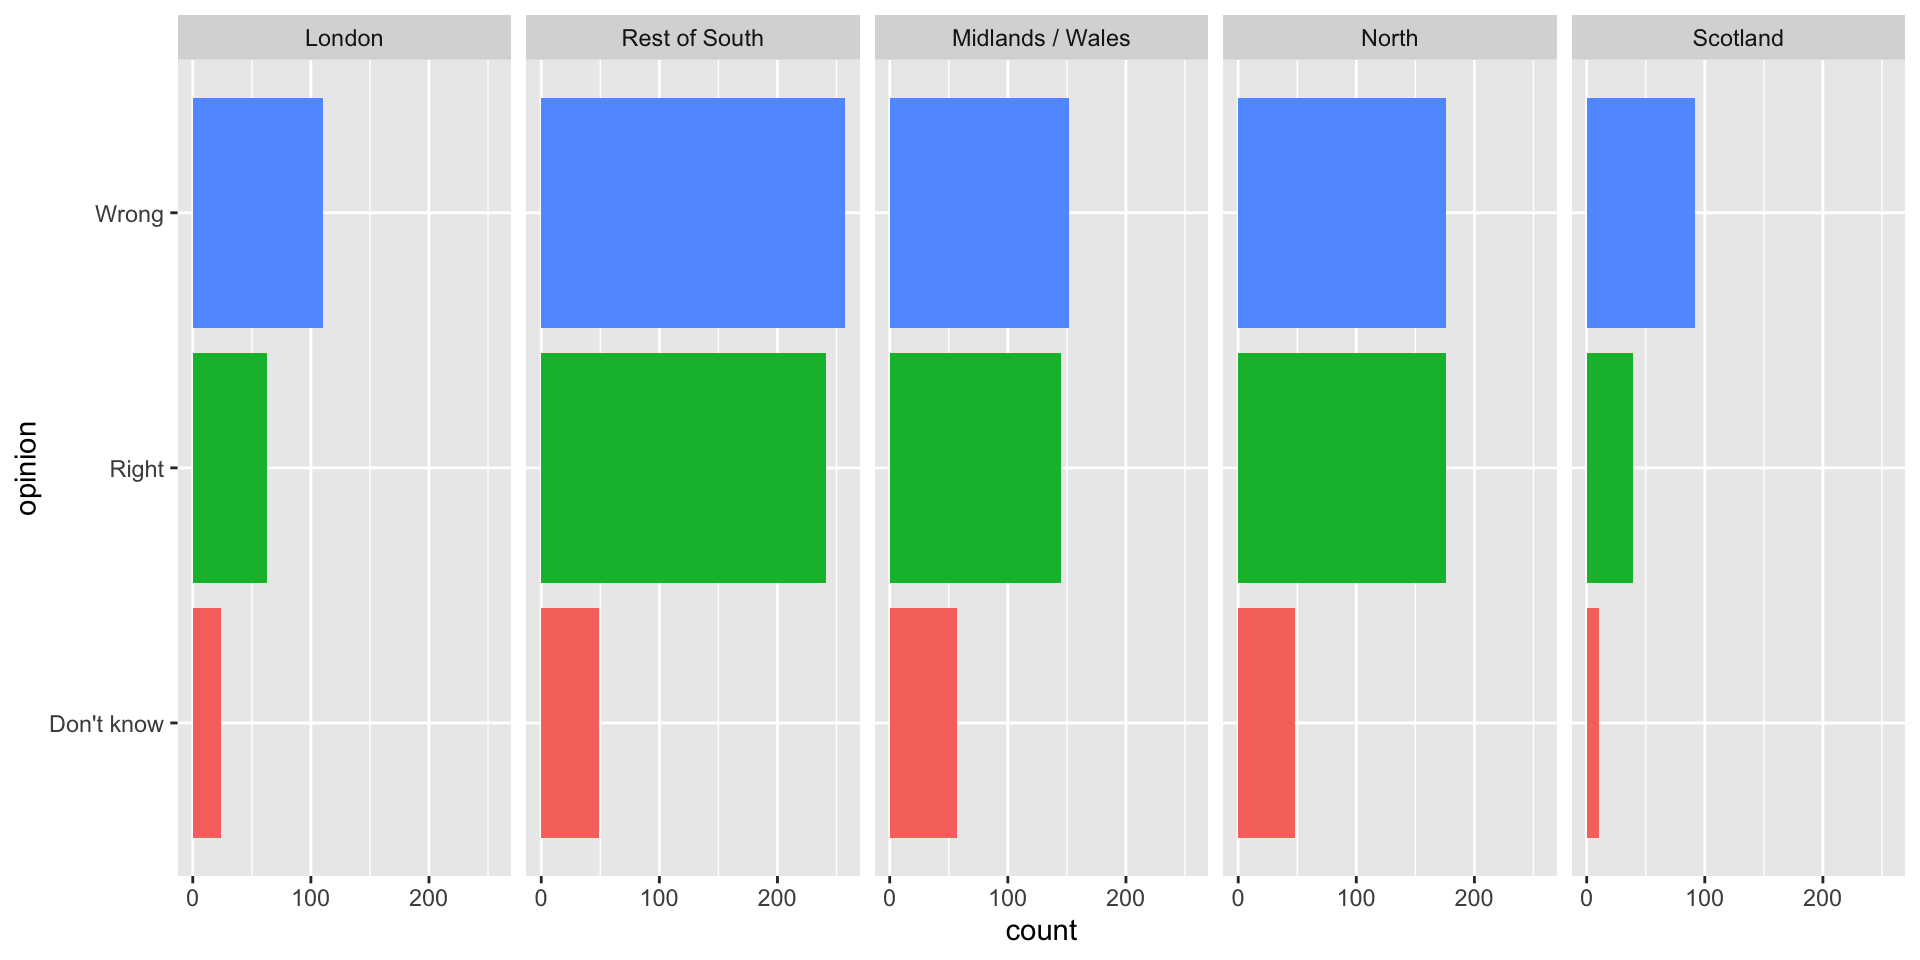 London Rest of South Midlands / Wales North Scotland
Wrong
Right
Don't know
opinion
0 100 200 0 100 200 0 100 200 0 100 200 0 100 200
count